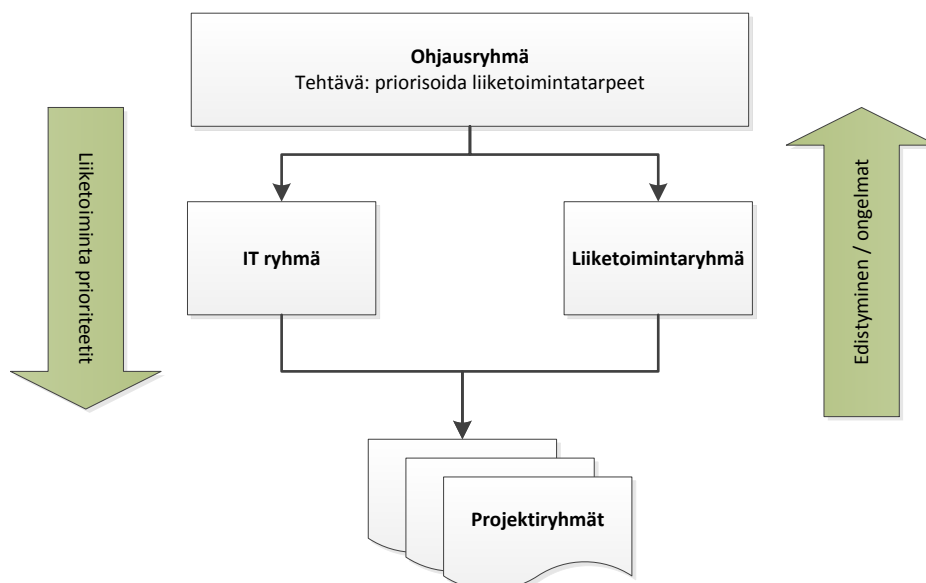 Ohjausryhmä
Tehtävä: priorisoida liiketoimintatarpeet
Liiketoiminta prioriteetit
IT ryhmä
Liiketoimintaryhmä
Edistyminen / ongelmat
Projektiryhmät